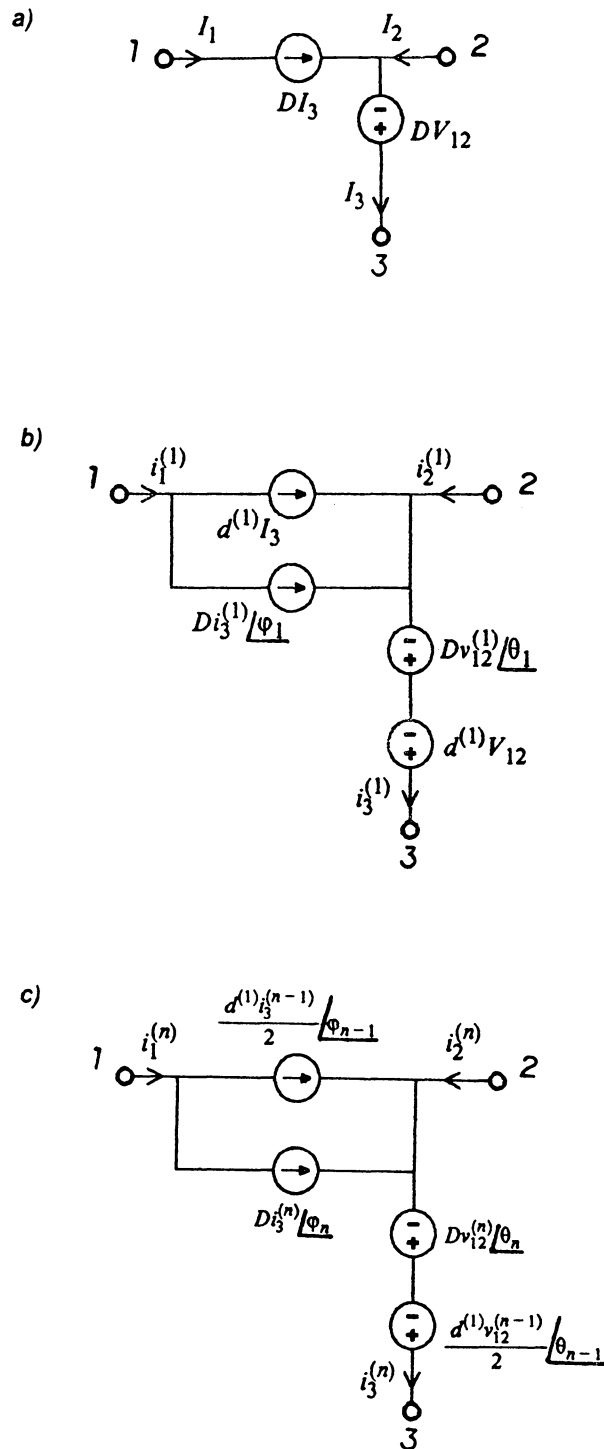 a)
I₁ I₂
1 2
DI₃
− + DV₁₂
I₃
3
b)
i₁⁽¹⁾ i₂⁽¹⁾
1 2
d⁽¹⁾I₃
Di₃⁽¹⁾∠φ₁
− + Dv₁₂⁽¹⁾∠θ₁
− + d⁽¹⁾V₁₂
i₃⁽¹⁾
3
c)
d⁽¹⁾i₃⁽ⁿ⁻¹⁾/2 ∠φₙ₋₁
i₁⁽ⁿ⁾ i₂⁽ⁿ⁾
1 2
Di₃⁽ⁿ⁾∠φₙ
− + Dv₁₂⁽ⁿ⁾∠θₙ
− + d⁽¹⁾v₁₂⁽ⁿ⁻¹⁾/2 ∠θₙ₋₁
i₃⁽ⁿ⁾
3